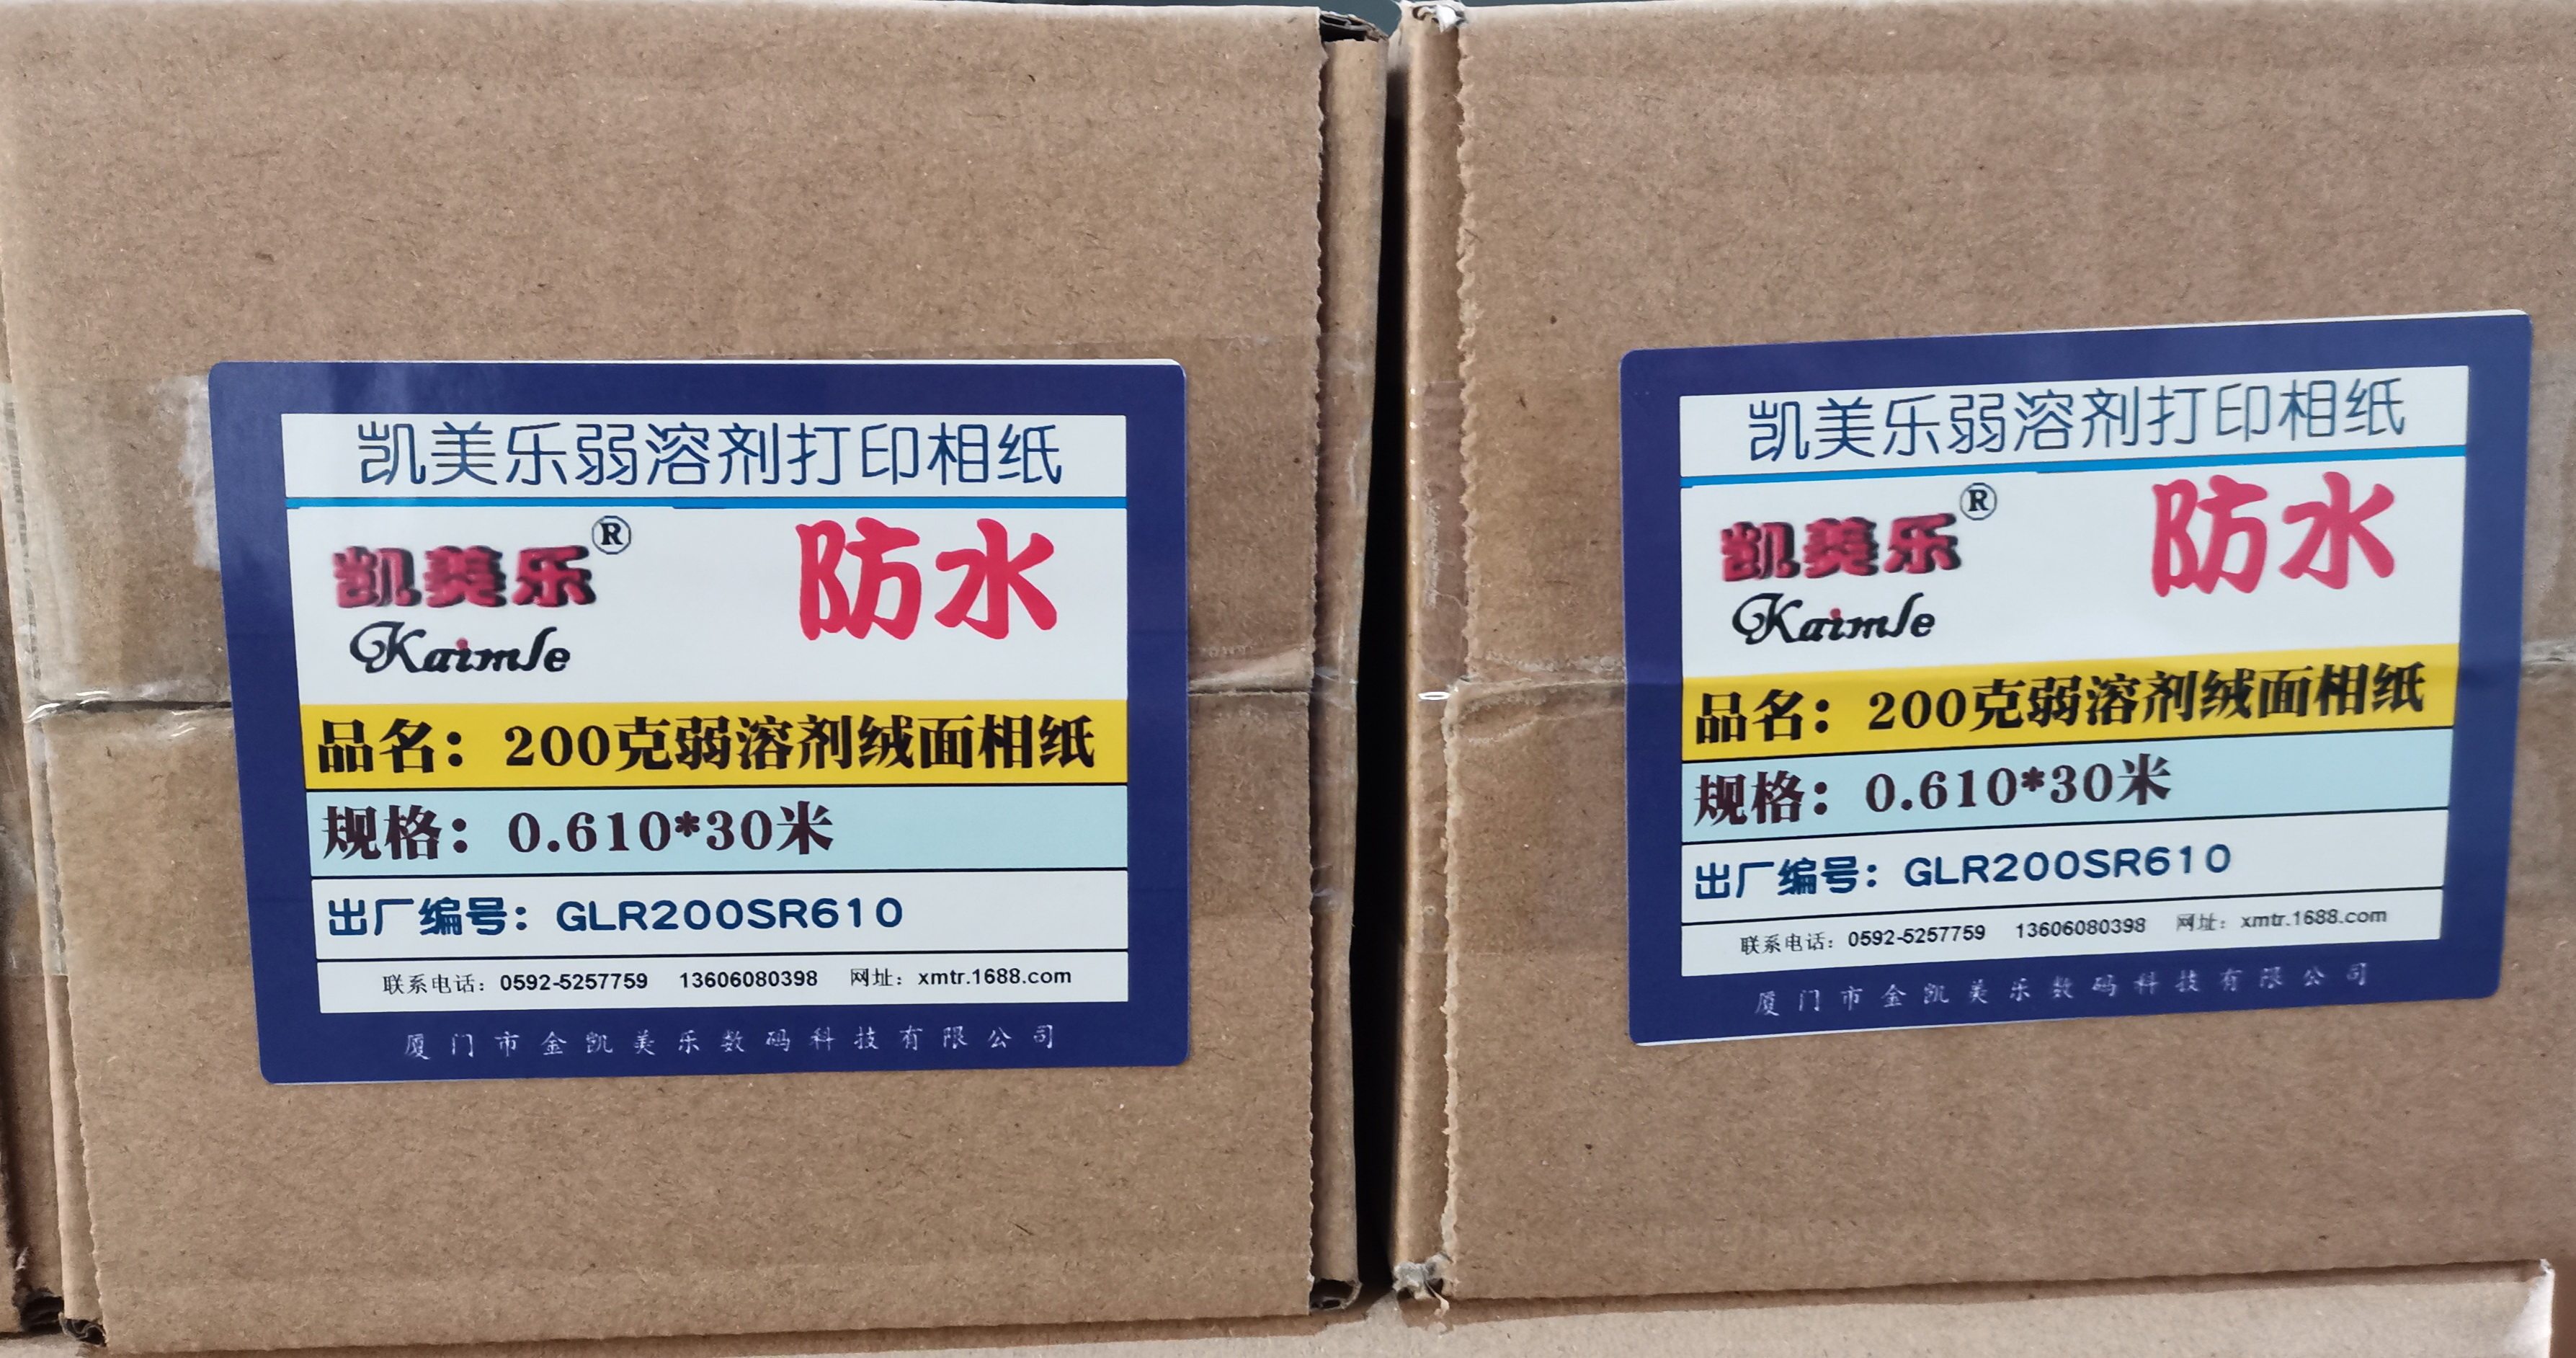 凯美乐弱溶剂打印相纸
凯美乐®
防水
Kaimle
品名：200克弱溶剂绒面相纸
规格：0.610*30米
出厂编号：GLR200SR610
联系电话：0592-5257759 13606080398 网址：xmtr.1688.com
厦门市金凯美乐数码科技有限公司
凯美乐弱溶剂打印相纸
凯美乐®
防水
Kaimle
品名：200克弱溶剂绒面相纸
规格：0.610*30米
出厂编号：GLR200SR610
联系电话：0592-5257759 13606080398 网址：xmtr.1688.com
厦门市金凯美乐数码科技有限公司